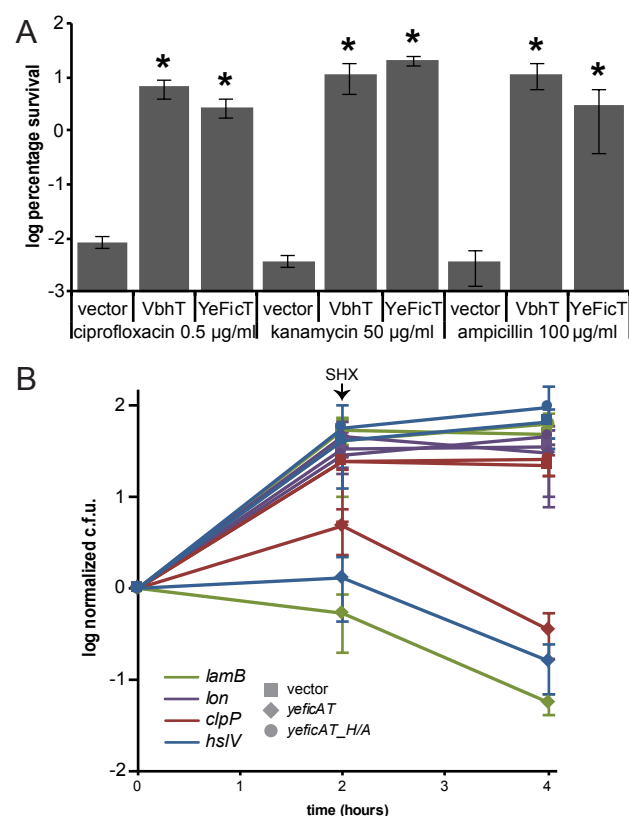 A
log percentage survival
2
1
0
-1
-2
-3
* * * * * *
vector VbhT YeFicT vector VbhT YeFicT vector VbhT YeFicT
ciprofloxacin 0.5 µg/ml kanamycin 50 µg/ml ampicillin 100 µg/ml
B
SHX
log normalized c.f.u.
2
1
0
-1
-2
lamB
lon
clpP
hslV
vector
yeficAT
yeficAT_H/A
0 1 2 3 4
time (hours)